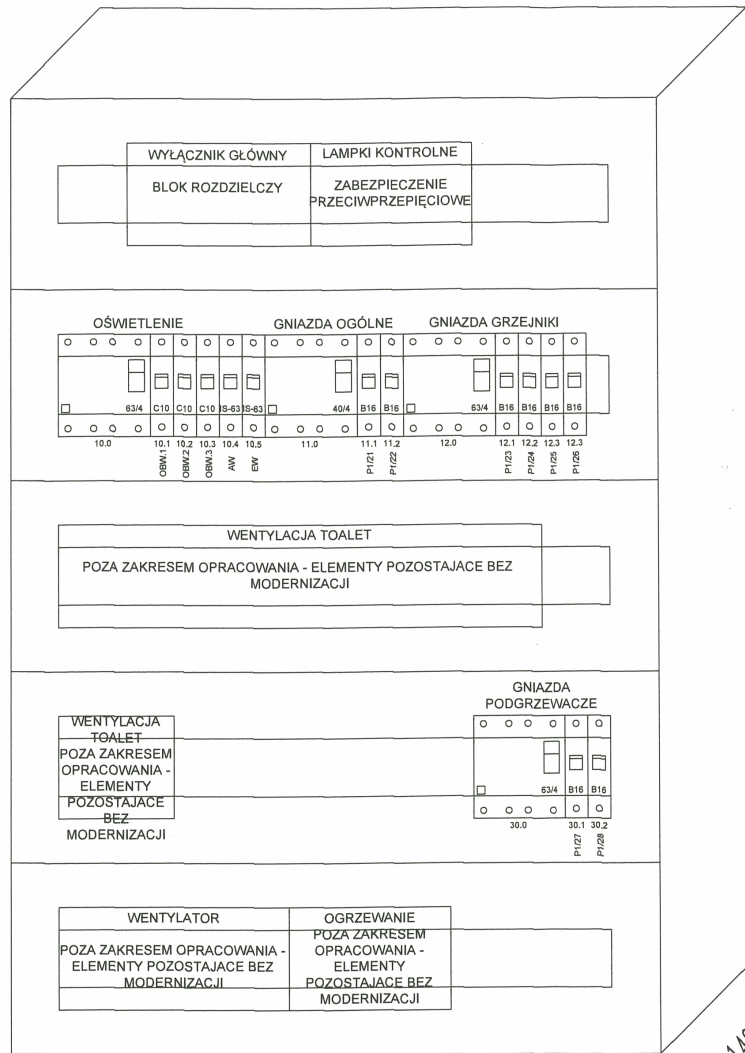 WYŁĄCZNIK GŁÓWNY
LAMPKI KONTROLNE
BLOK ROZDZIELCZY
ZABEZPIECZENIE
PRZECIWPRZEPIĘCIOWE
OŚWIETLENIE
GNIAZDA OGÓLNE
GNIAZDA GRZEJNIKI
63/4 C10 C10 C10 IS-63 IS-63 40/4 B16 B16 63/4 B16 B16 B16 B16
10.0 10.1 10.2 10.3 10.4 10.5 11.0 11.1 11.2 12.0 12.1 12.2 12.3 12.3
OBW.1 OBW.2 OBW.3 AW EW P1/21 P1/22 P1/23 P1/24 P1/25 P1/26
WENTYLACJA TOALET
POZA ZAKRESEM OPRACOWANIA - ELEMENTY POZOSTAJACE BEZ
MODERNIZACJI
WENTYLACJA
TOALET
POZA ZAKRESEM
OPRACOWANIA -
ELEMENTY
POZOSTAJACE
BEZ
MODERNIZACJI
GNIAZDA
PODGRZEWACZE
63/4 B16 B16
30.0 30.1 30.2
P1/27 P1/28
WENTYLATOR
POZA ZAKRESEM OPRACOWANIA -
ELEMENTY POZOSTAJACE BEZ
MODERNIZACJI
OGRZEWANIE
POZA ZAKRESEM
OPRACOWANIA -
ELEMENTY
POZOSTAJACE BEZ
MODERNIZACJI